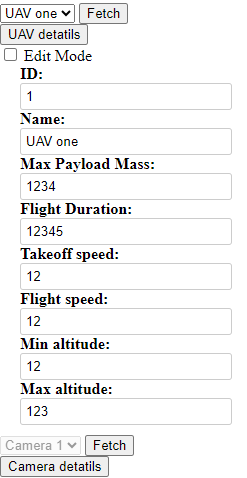 UAV one Fetch
UAV detatils
Edit Mode
ID:
1
Name:
UAV one
Max Payload Mass:
1234
Flight Duration:
12345
Takeoff speed:
12
Flight speed:
12
Min altitude:
12
Max altitude:
123
Camera 1 Fetch
Camera detatils